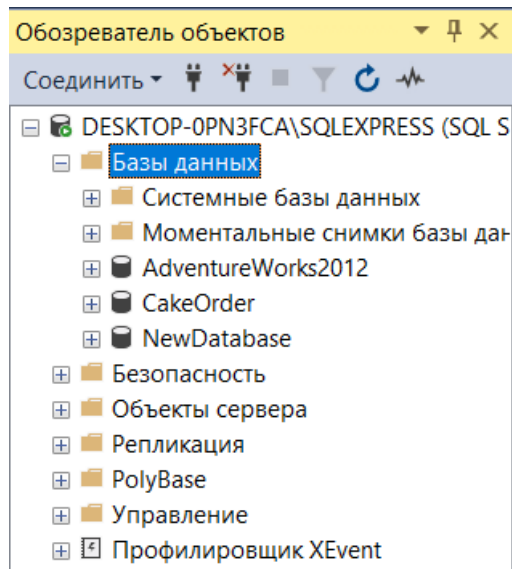 Обозреватель объектов
Соединить
DESKTOP-0PN3FCA\SQLEXPRESS (SQL S
Базы данных
Системные базы данных
Моментальные снимки базы дан
AdventureWorks2012
CakeOrder
NewDatabase
Безопасность
Объекты сервера
Репликация
PolyBase
Управление
Профилировщик XEvent